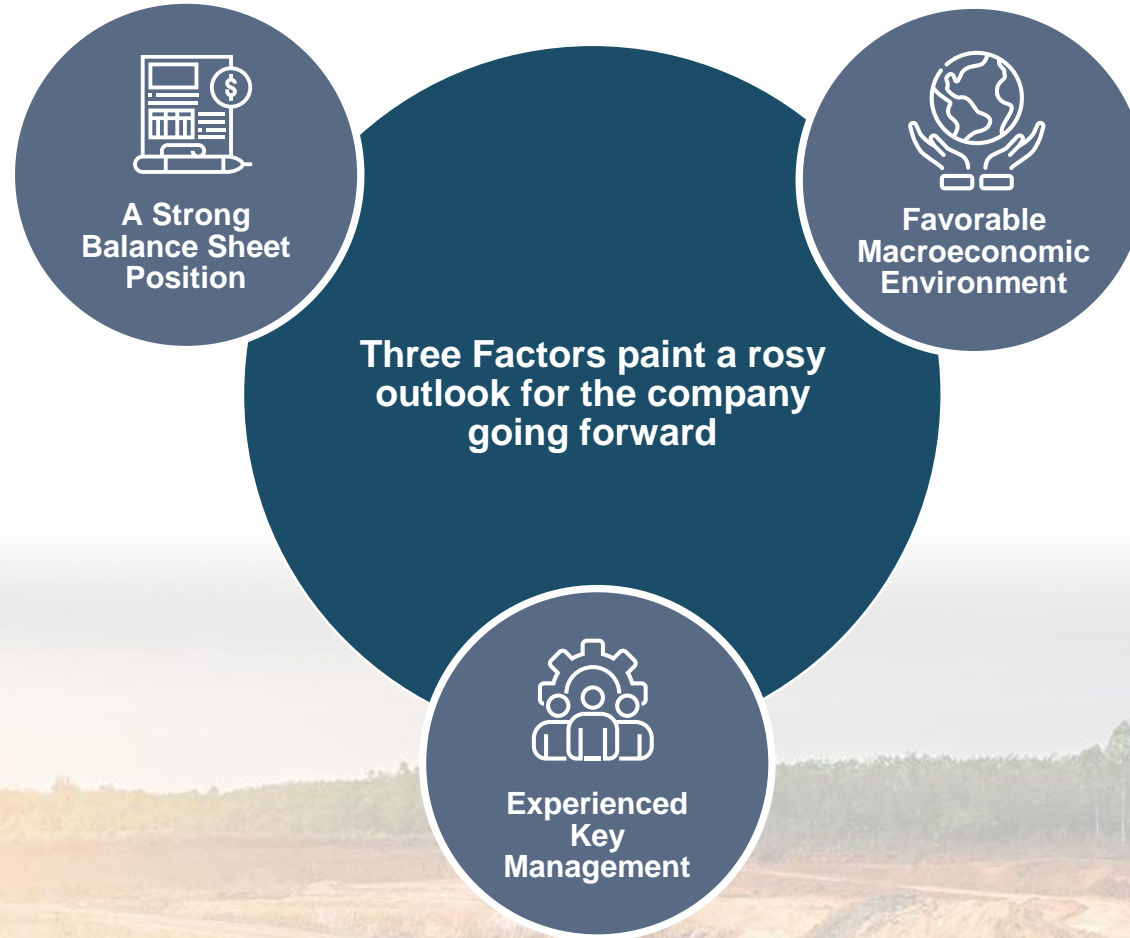 A Strong
Balance Sheet
Position
Favorable
Macroeconomic
Environment
Three Factors paint a rosy
outlook for the company
going forward
Experienced
Key
Management